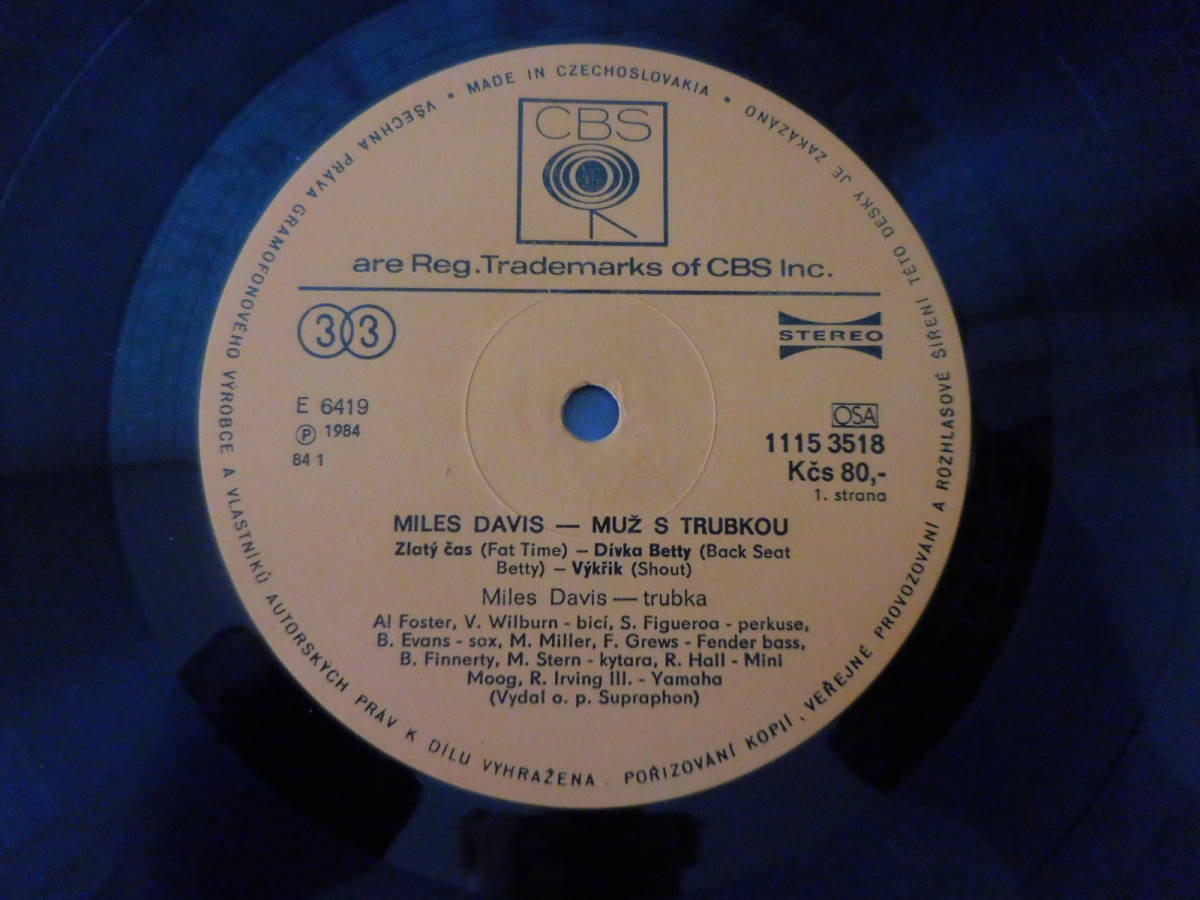 VŠECHNA PRÁVA GRAMOFONOVÉHO VÝROBCE A VLASTNÍKŮ AUTORSKÝCH PRÁV K DÍLU VYHRAŽENA . POŘIZOVÁNÍ KOPIÍ , VEŘEJNÉ PROVOZOVÁNÍ A ROZHLASOVÉ ŠÍŘENÍ TÉTO DESKY JE ZAKÁZÁNO
• MADE IN CZECHOSLOVAKIA •
CBS
are Reg.Trademarks of CBS Inc.
33
STEREO
E 6419
Ⓟ 1984
84 1
OSA
1115 3518
Kčs 80,-
1. strana
MILES DAVIS — MUŽ S TRUBKOU
Zlatý čas (Fat Time) – Dívka Betty (Back Seat
Betty) – Výkřik (Shout)
Miles Davis — trubka
Al Foster, V. Wilburn - bicí, S. Figueroa - perkuse,
B. Evans - sax, M. Miller, F. Grews - Fender bass,
B. Finnerty, M. Stern - kytara, R. Hall - Mini
Moog, R. Irving III. - Yamaha
(Vydal o. p. Supraphon)